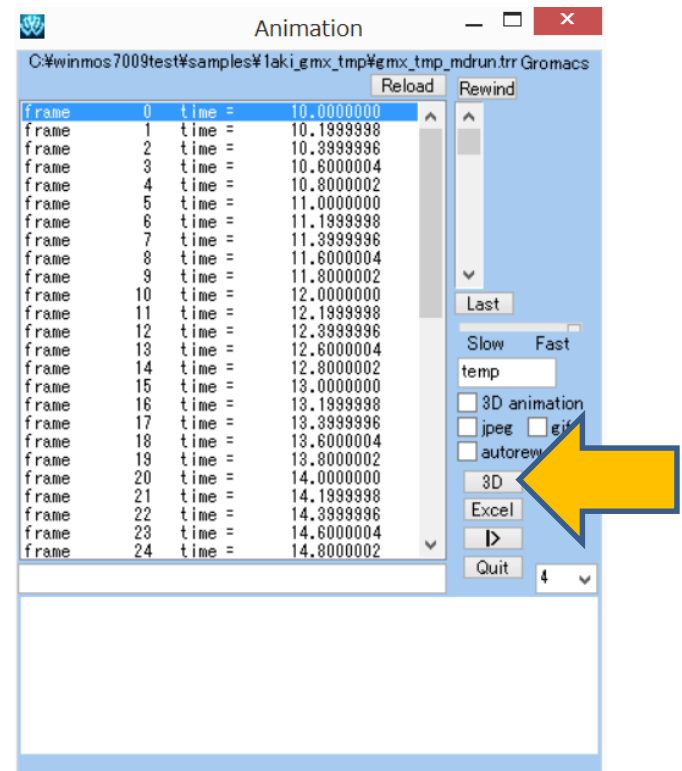 Animation
C:¥winmos7009test¥samples¥1aki_gmx_tmp¥gmx_tmp_mdrun.trr Gromacs
Reload Rewind
frame 0 time = 10.0000000
frame 1 time = 10.1999998
frame 2 time = 10.3999996
frame 3 time = 10.6000004
frame 4 time = 10.8000002
frame 5 time = 11.0000000
frame 6 time = 11.1999998
frame 7 time = 11.3999996
frame 8 time = 11.6000004
frame 9 time = 11.8000002
frame 10 time = 12.0000000
frame 11 time = 12.1999998
frame 12 time = 12.3999996
frame 13 time = 12.6000004
frame 14 time = 12.8000002
frame 15 time = 13.0000000
frame 16 time = 13.1999998
frame 17 time = 13.3999996
frame 18 time = 13.6000004
frame 19 time = 13.8000002
frame 20 time = 14.0000000
frame 21 time = 14.1999998
frame 22 time = 14.3999996
frame 23 time = 14.6000004
frame 24 time = 14.8000002
Last
Slow Fast
temp
3D animation
jpeg gif
3D
Excel
Quit
4